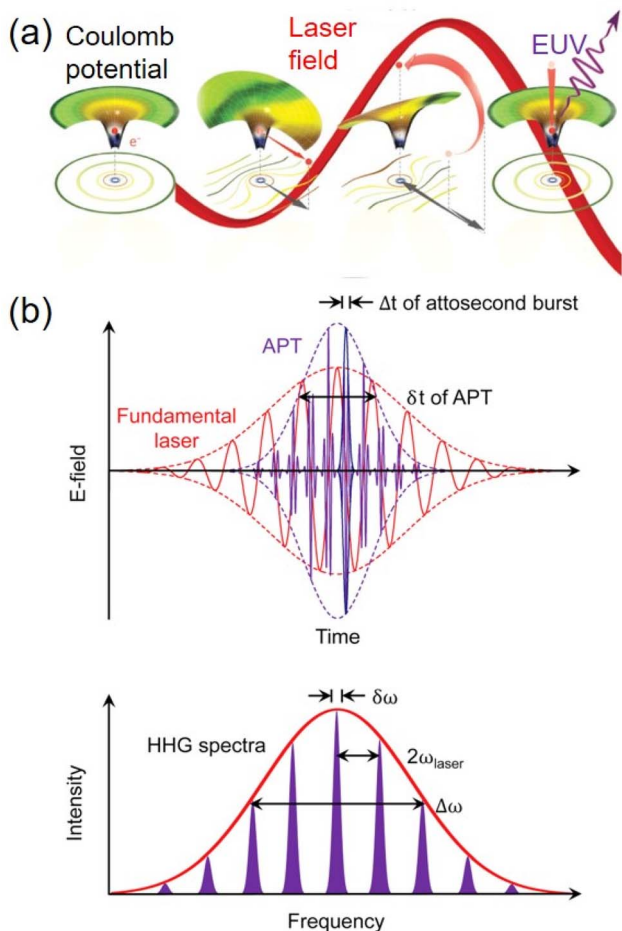 (a)
Coulomb
potential
Laser
field
EUV
e⁻
(b)
Δt of attosecond burst
APT
δt of APT
Fundamental
laser
E-field
Time
δω
HHG spectra
2ω_laser
Δω
Intensity
Frequency